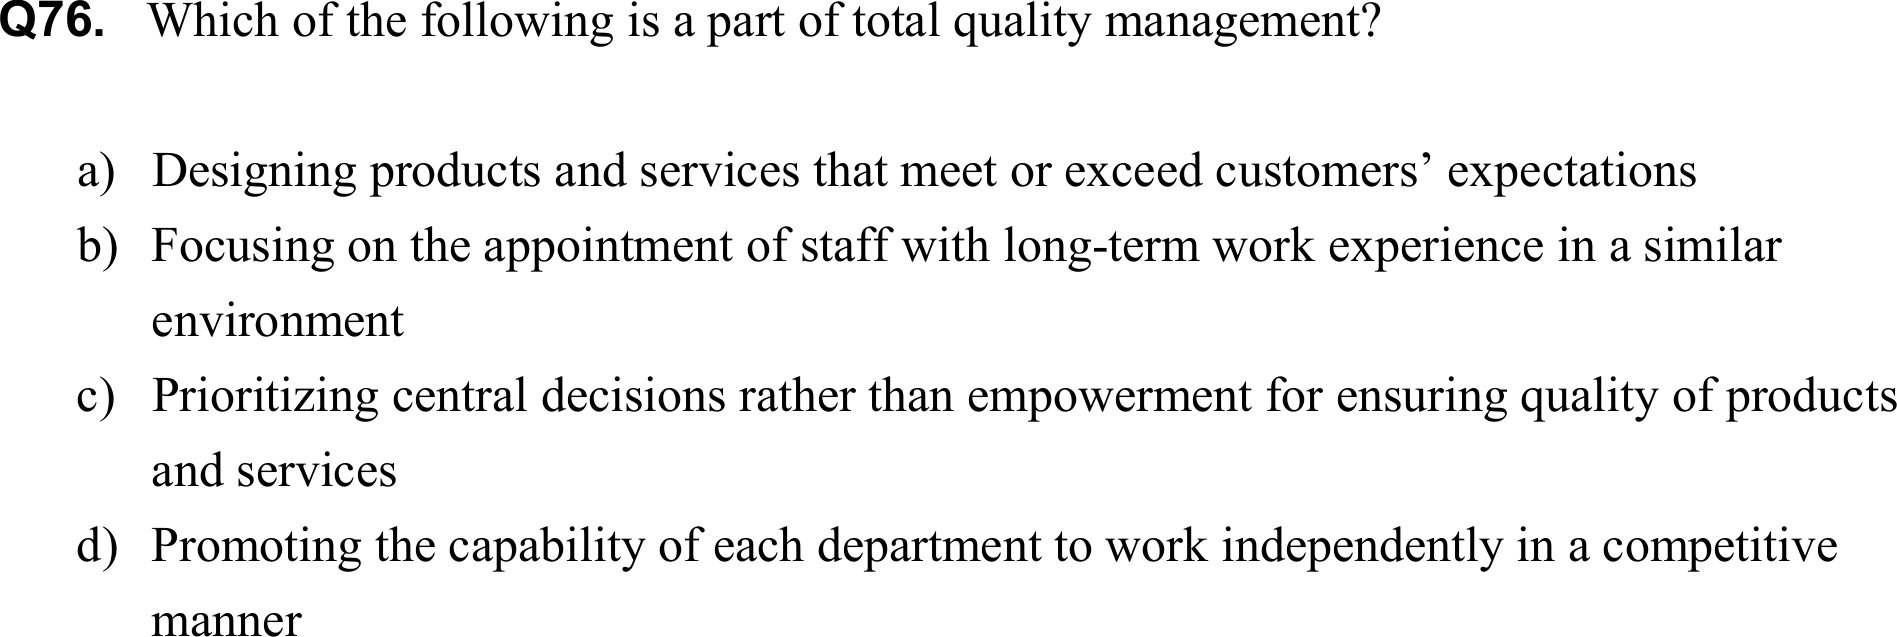 Q76. Which of the following is a part of total quality management?
a) Designing products and services that meet or exceed customers’ expectations
b) Focusing on the appointment of staff with long-term work experience in a similar
environment
c) Prioritizing central decisions rather than empowerment for ensuring quality of products
and services
d) Promoting the capability of each department to work independently in a competitive
manner